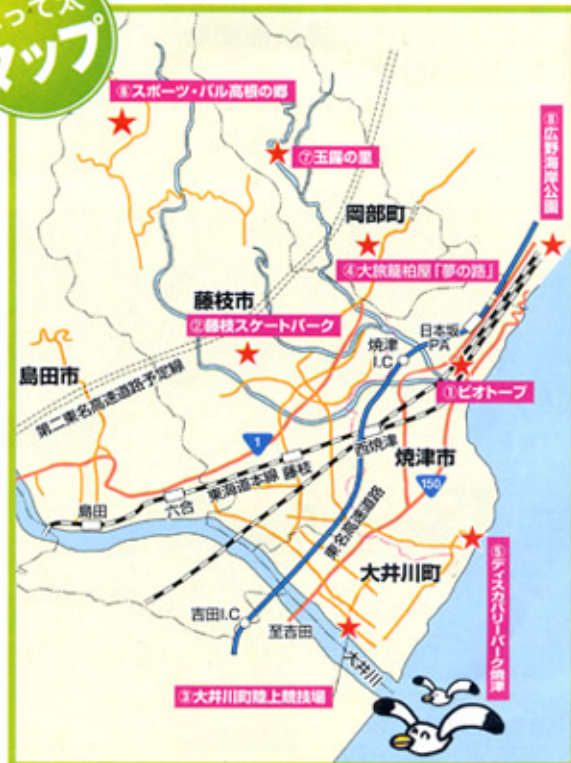 って太
マップ
⑥スポーツ・パル高根の郷
⑦玉露の里
⑧広野海岸公園
岡部町
④大旅籠柏屋「夢の路」
藤枝市
②藤枝スケートパーク
日本坂
PA
焼津
I.C.
島田市
①ビオトープ
第二東名高速道路予定線
1
西焼津
焼津市
150
東海道本線
藤枝
六合
島田
東名高速道路
大井川町
⑤ディスカバリーパーク焼津
吉田I.C.
至吉田
大井川
③大井川町陸上競技場